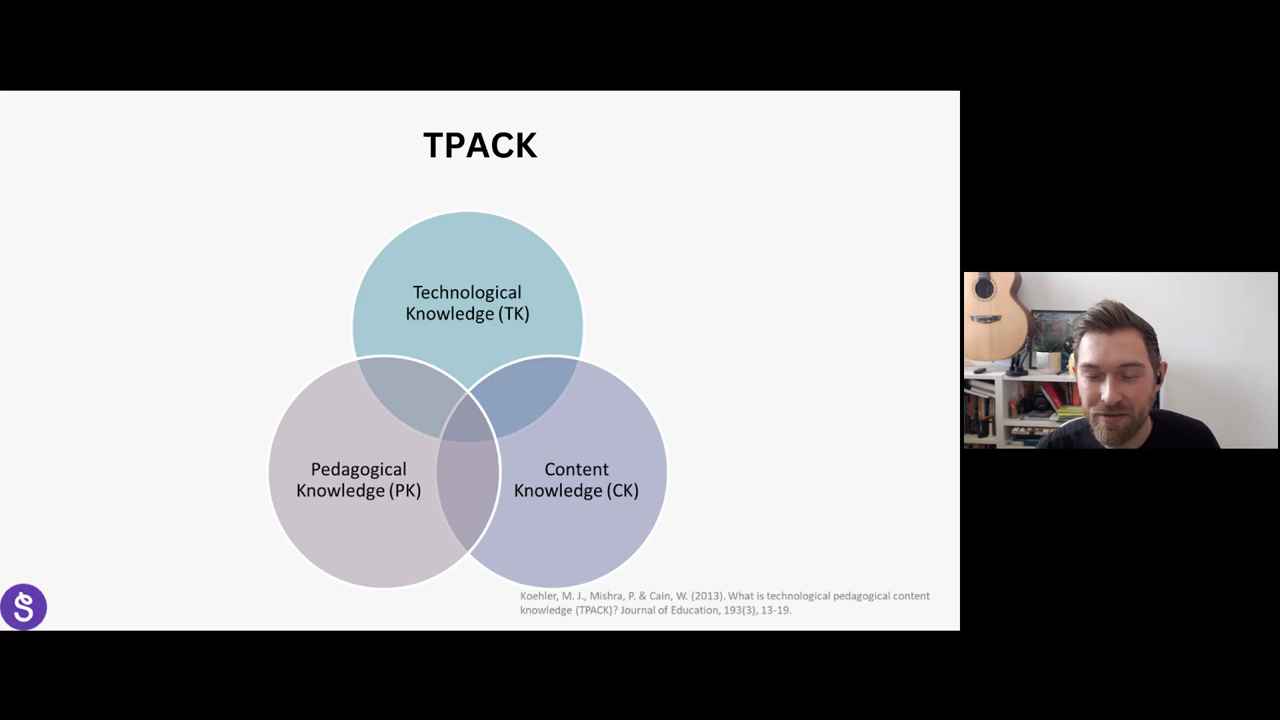 TPACK
Technological
Knowledge (TK)
Pedagogical
Knowledge (PK)
Content
Knowledge (CK)
Koehler, M. J., Mishra, P. & Cain, W. (2013). What is technological pedagogical content
knowledge (TPACK)? Journal of Education, 193(3), 13-19.
S